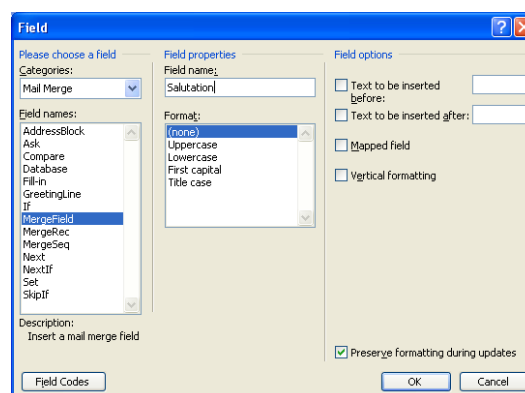 Field
Please choose a field
Categories:
Mail Merge
Field names:
AddressBlock
Ask
Compare
Database
Fill-in
GreetingLine
If
MergeField
MergeRec
MergeSeq
Next
NextIf
Set
SkipIf
Description:
Insert a mail merge field
Field Codes
Field properties
Field name:
Salutation
Format:
(none)
Uppercase
Lowercase
First capital
Title case
Field options
Text to be inserted
before:
Text to be inserted after:
Mapped field
Vertical formatting
Preserve formatting during updates
OK
Cancel